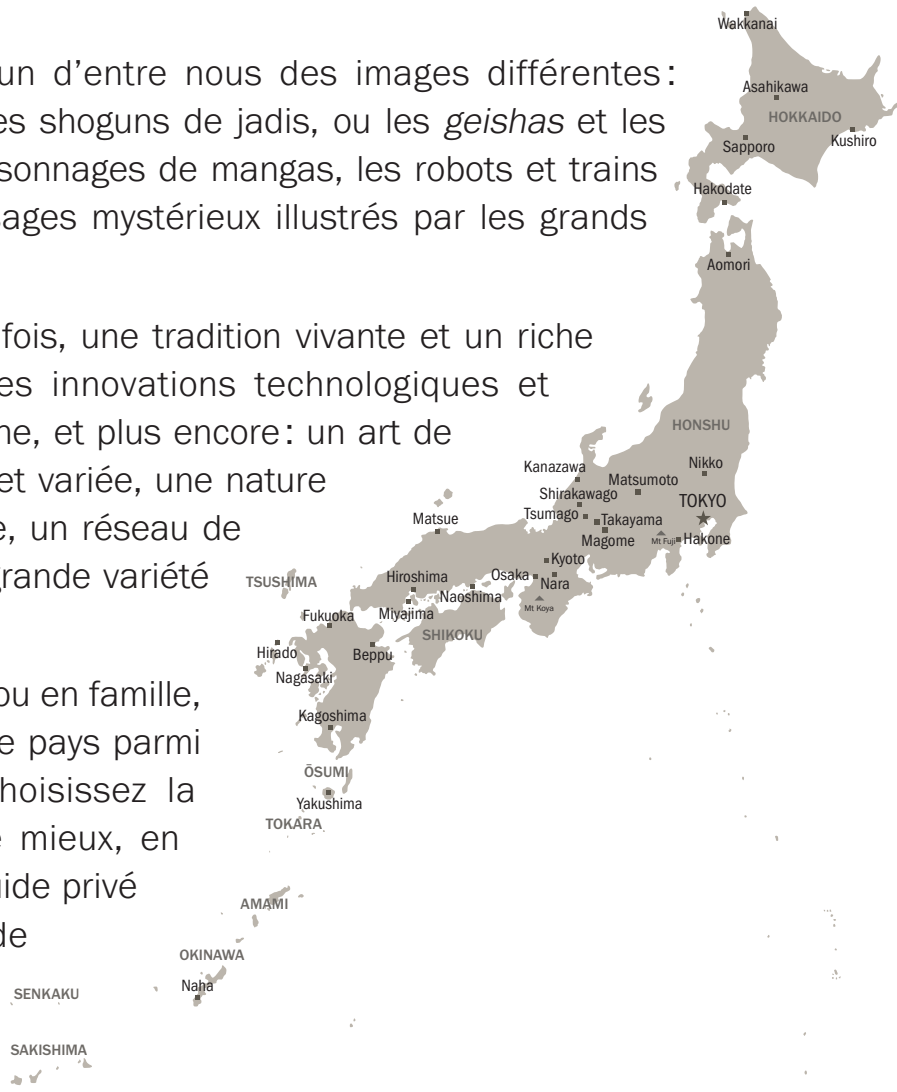 un d’entre nous des images différentes :
es shoguns de jadis, ou les geishas et les
sonnages de mangas, les robots et trains
sages mystérieux illustrés par les grands
fois, une tradition vivante et un riche
es innovations technologiques et
ne, et plus encore : un art de
et variée, une nature
e, un réseau de
grande variété
ou en famille,
e pays parmi
hoisissez la
e mieux, en
uide privé
de
Wakkanai
Asahikawa
HOKKAIDO
Kushiro
Sapporo
Hakodate
Aomori
HONSHU
Nikko
Kanazawa
Matsumoto
Shirakawago
TOKYO
Tsumago
Takayama
Matsue
Magome
Mt Fuji
Hakone
Kyoto
Osaka
Nara
TSUSHIMA
Hiroshima
Naoshima
Mt Koya
Miyajima
Fukuoka
SHIKOKU
Hirado
Beppu
Nagasaki
Kagoshima
ŌSUMI
Yakushima
TOKARA
AMAMI
OKINAWA
Naha
SENKAKU
SAKISHIMA